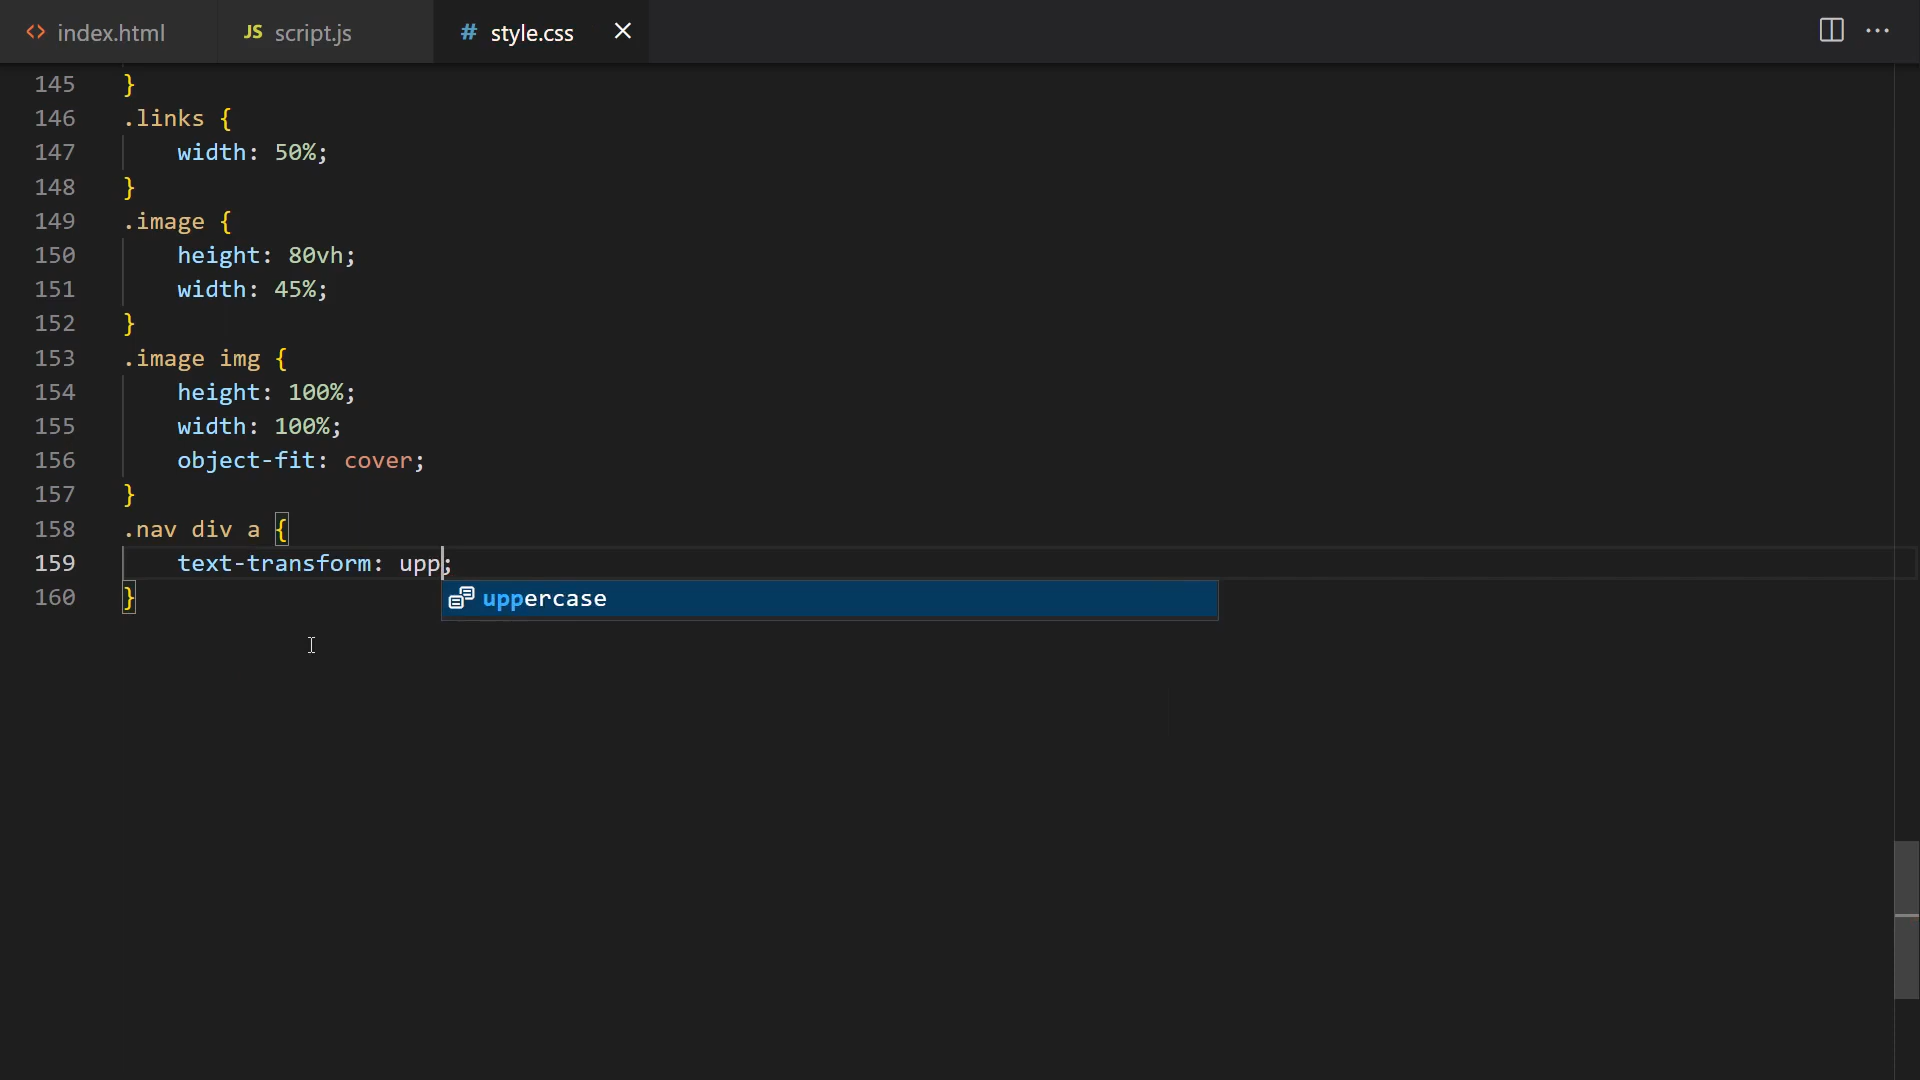 <> index.html JS script.js # style.css
145 }
146 .links {
147 width: 50%;
148 }
149 .image {
150 height: 80vh;
151 width: 45%;
152 }
153 .image img {
154 height: 100%;
155 width: 100%;
156 object-fit: cover;
157 }
158 .nav div a {
159 text-transform: upp;
160 }
uppercase